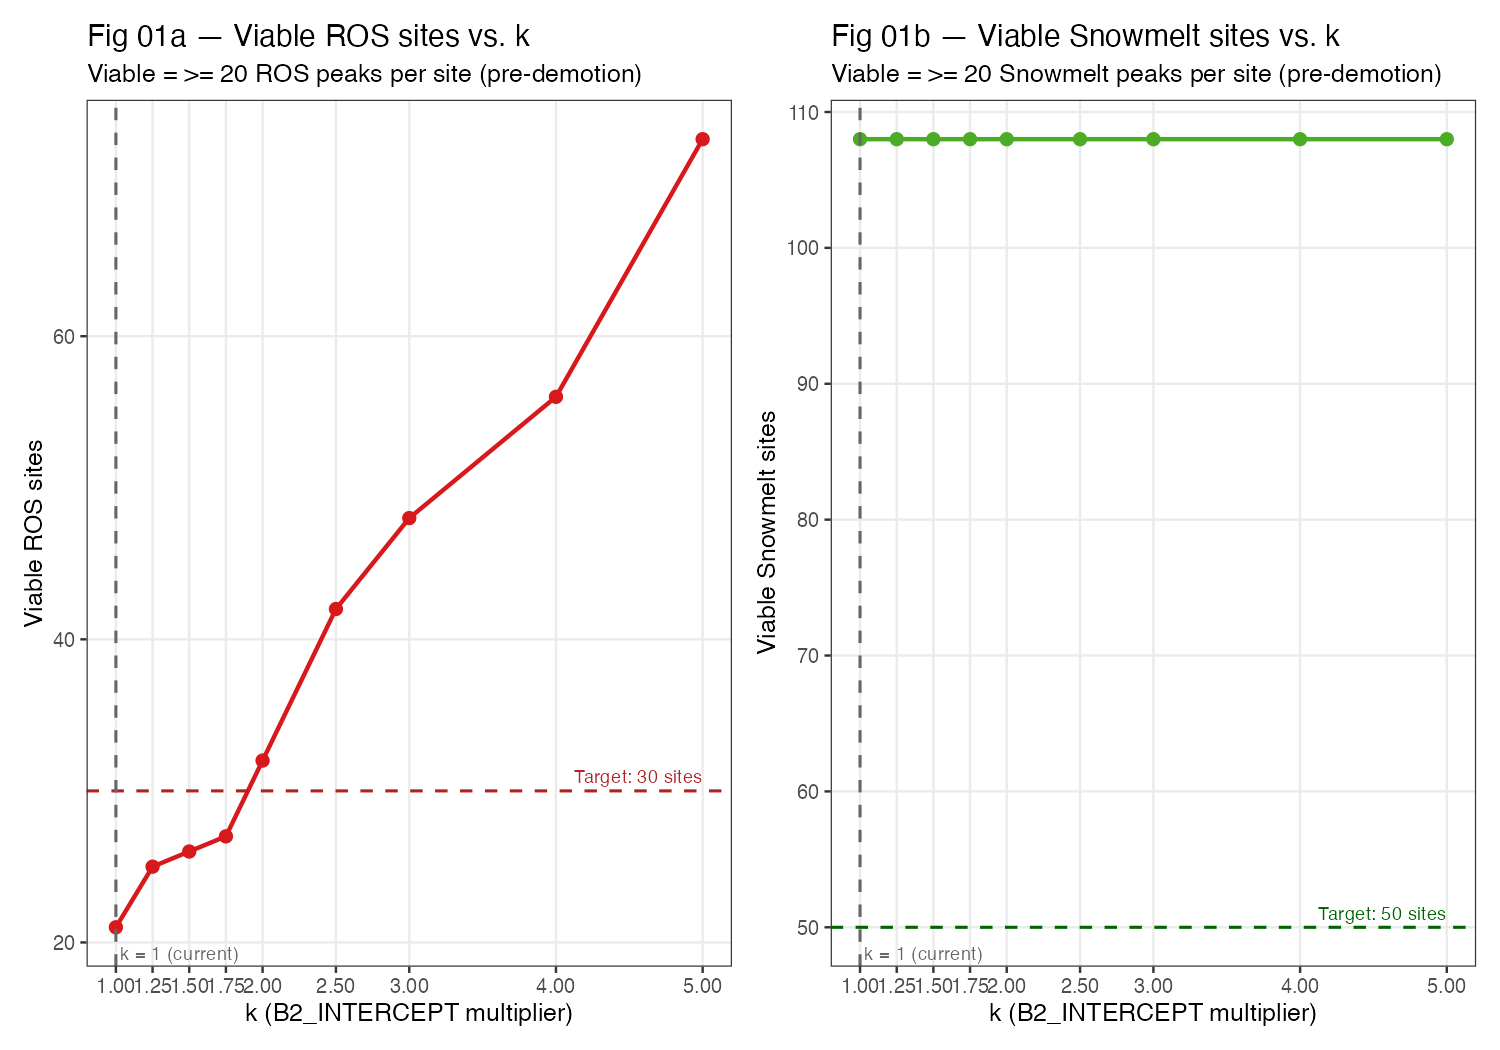 Fig 01a — Viable ROS sites vs. k
Viable = >= 20 ROS peaks per site (pre-demotion)
Viable ROS sites
60
40
20
Target: 30 sites
k = 1 (current)
1.00 1.25 1.50 1.75 2.00 2.50 3.00 4.00 5.00
k (B2_INTERCEPT multiplier)
Fig 01b — Viable Snowmelt sites vs. k
Viable = >= 20 Snowmelt peaks per site (pre-demotion)
Viable Snowmelt sites
110
100
90
80
70
60
50
Target: 50 sites
k = 1 (current)
1.00 1.25 1.50 1.75 2.00 2.50 3.00 4.00 5.00
k (B2_INTERCEPT multiplier)